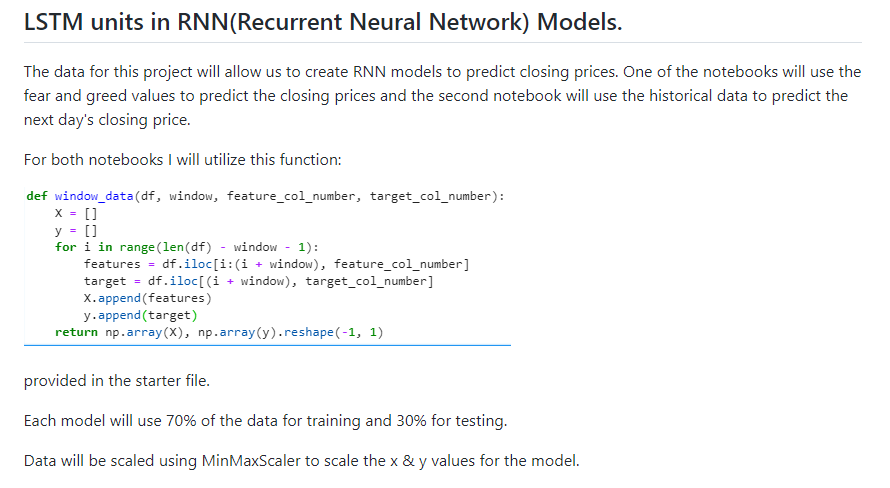 LSTM units in RNN(Recurrent Neural Network) Models.
The data for this project will allow us to create RNN models to predict closing prices. One of the notebooks will use the
fear and greed values to predict the closing prices and the second notebook will use the historical data to predict the
next day's closing price.
For both notebooks I will utilize this function:
def window_data(df, window, feature_col_number, target_col_number):
    X = []
    y = []
    for i in range(len(df) - window - 1):
        features = df.iloc[i:(i + window), feature_col_number]
        target = df.iloc[(i + window), target_col_number]
        X.append(features)
        y.append(target)
    return np.array(X), np.array(y).reshape(-1, 1)
provided in the starter file.
Each model will use 70% of the data for training and 30% for testing.
Data will be scaled using MinMaxScaler to scale the x & y values for the model.